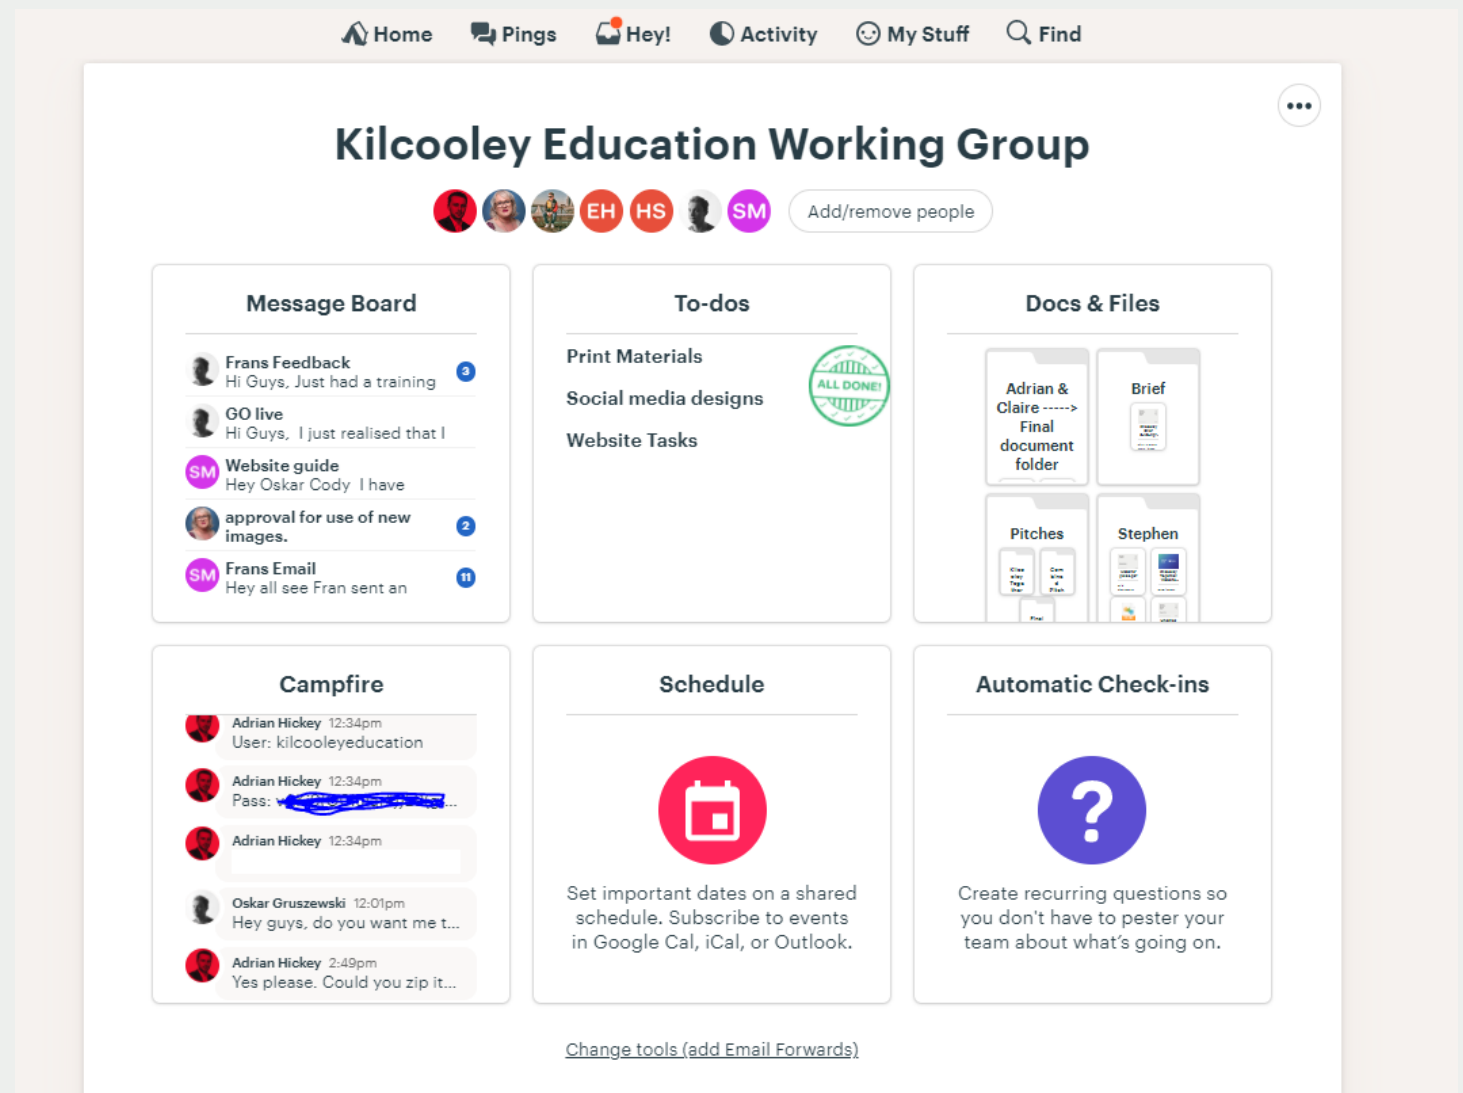 Home Pings Hey! Activity My Stuff Find
Kilcooley Education Working Group
EH HS SM Add/remove people
Message Board
Frans Feedback
Hi Guys, Just had a training
3
GO live
Hi Guys, I just realised that I
SM
Website guide
Hey Oskar Cody I have
approval for use of new
images.
2
SM
Frans Email
Hey all see Fran sent an
11
To-dos
Print Materials
Social media designs
Website Tasks
ALL DONE!
Docs & Files
Adrian &
Claire ----->
Final
document
folder
Brief
Pitches
Stephen
Campfire
Adrian Hickey 12:34pm
User: kilcooleyeducation
Adrian Hickey 12:34pm
Pass:
Adrian Hickey 12:34pm
Oskar Gruszewski 12:01pm
Hey guys, do you want me t...
Adrian Hickey 2:49pm
Yes please. Could you zip it...
Schedule
Set important dates on a shared
schedule. Subscribe to events
in Google Cal, iCal, or Outlook.
Automatic Check-ins
?
Create recurring questions so
you don't have to pester your
team about what's going on.
Change tools (add Email Forwards)